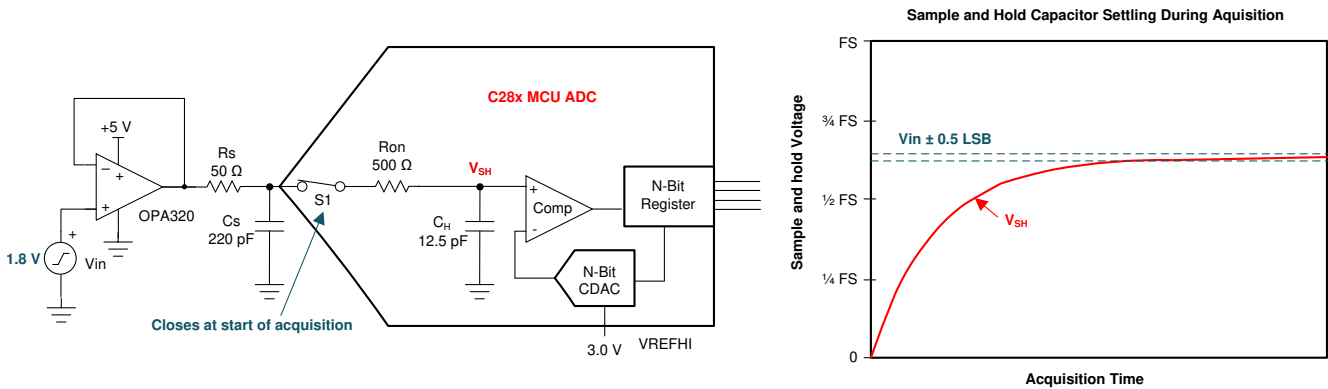 C28x MCU ADC
+5 V
−
+
+
OPA320
1.8 V
+
Vin
Rs
50 Ω
Cs
220 pF
S1
Closes at start of acquisition
Ron
500 Ω
VSH
CH
12.5 pF
+
-
Comp
N-Bit
Register
N-Bit
CDAC
3.0 V
VREFHI
Sample and Hold Capacitor Settling During Aquisition
Sample and hold Voltage
FS
¾ FS
½ FS
¼ FS
0
Vin ± 0.5 LSB
VSH
Acquisition Time